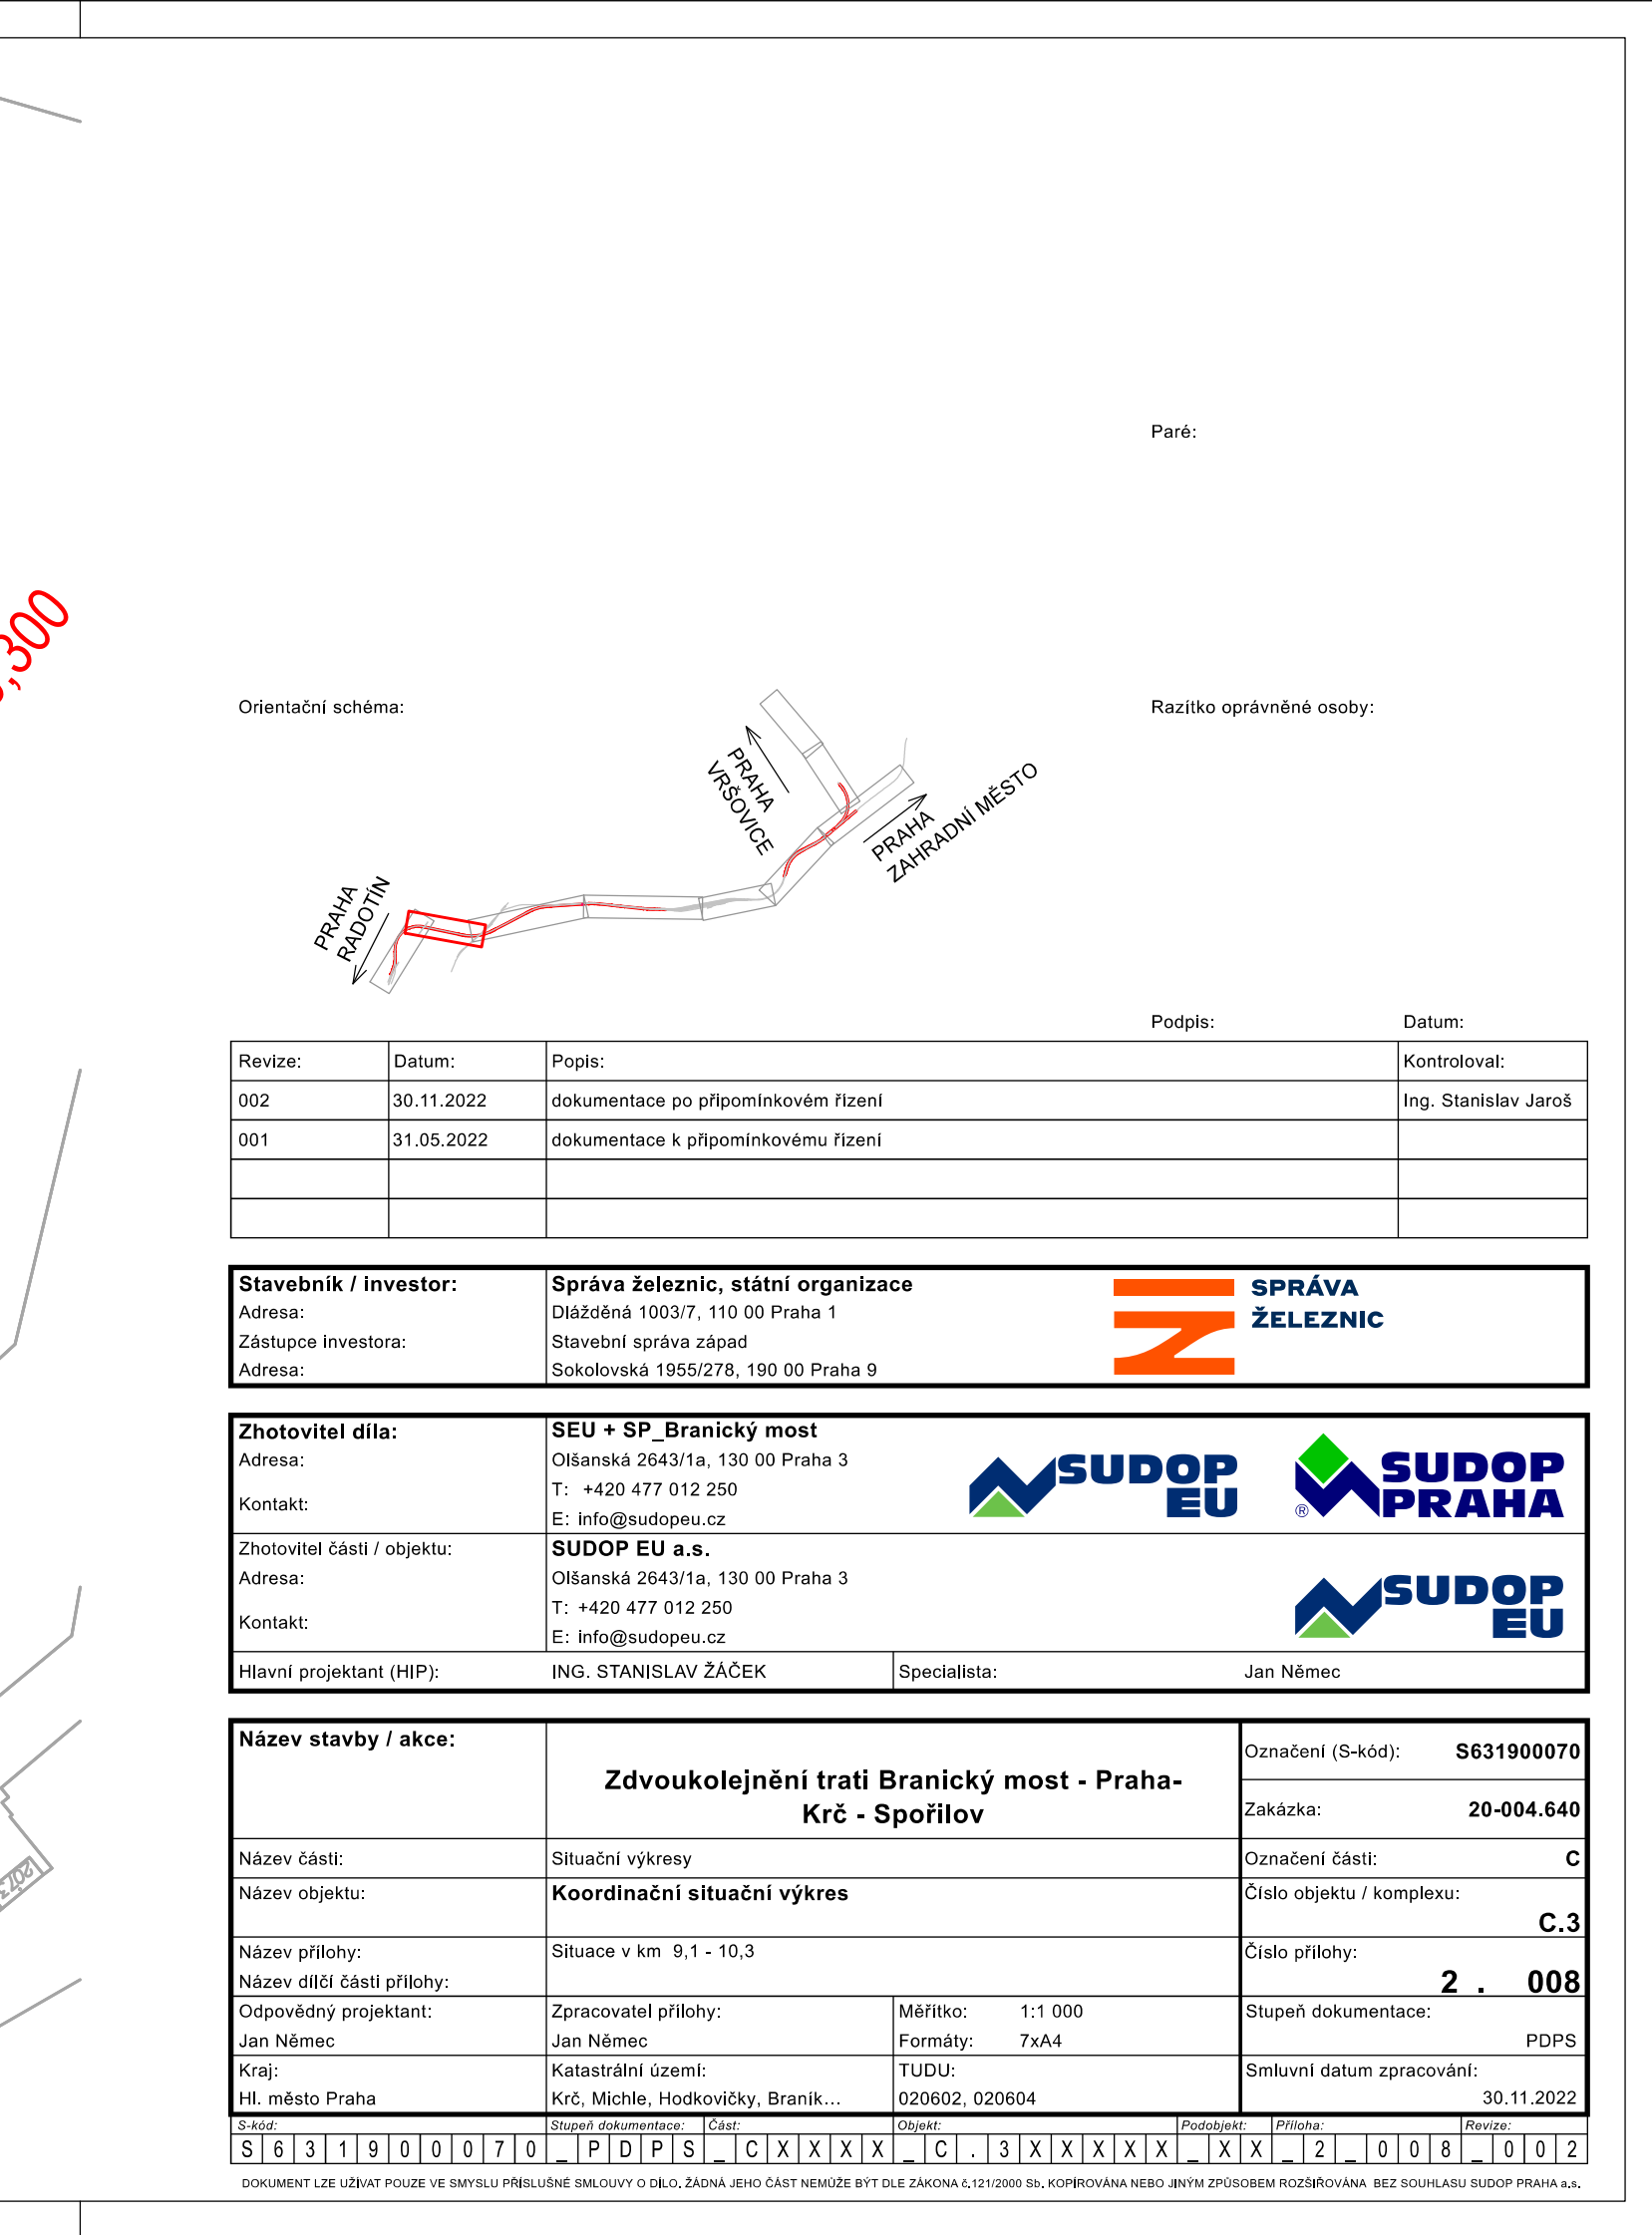 ,300
Paré:
Orientační schéma:
Razítko oprávněné osoby:
PRAHA
VRŠOVICE
PRAHA
ZAHRADNÍ MĚSTO
PRAHA
RADOTÍN
Podpis: Datum:
Revize: Datum: Popis: Kontroloval:
002 30.11.2022 dokumentace po připomínkovém řízení Ing. Stanislav Jaroš
001 31.05.2022 dokumentace k připomínkovému řízení
Stavebník / investor: Správa železnic, státní organizace
Adresa: Dlážděná 1003/7, 110 00 Praha 1
Zástupce investora: Stavební správa západ
Adresa: Sokolovská 1955/278, 190 00 Praha 9
SPRÁVA
ŽELEZNIC
Zhotovitel díla: SEU + SP_Branický most
Adresa: Olšanská 2643/1a, 130 00 Praha 3
Kontakt: T: +420 477 012 250
E: info@sudopeu.cz
SUDOP
EU
SUDOP
PRAHA
®
Zhotovitel části / objektu: SUDOP EU a.s.
Adresa: Olšanská 2643/1a, 130 00 Praha 3
Kontakt: T: +420 477 012 250
E: info@sudopeu.cz
SUDOP
EU
Hlavní projektant (HIP): ING. STANISLAV ŽÁČEK Specialista: Jan Němec
Název stavby / akce:
Zdvoukolejnění trati Branický most - Praha-
Krč - Spořilov
Označení (S-kód): S631900070
Zakázka: 20-004.640
Název části: Situační výkresy Označení části: C
Název objektu: Koordinační situační výkres Číslo objektu / komplexu:
C.3
Název přílohy: Situace v km 9,1 - 10,3 Číslo přílohy:
Název dílčí části přílohy: 2 . 008
Odpovědný projektant: Zpracovatel přílohy: Měřítko: 1:1 000 Stupeň dokumentace:
Jan Němec Jan Němec Formáty: 7xA4 PDPS
Kraj: Katastrální území: TUDU: Smluvní datum zpracování:
Hl. město Praha Krč, Michle, Hodkovičky, Braník... 020602, 020604 30.11.2022
S-kód: Stupeň dokumentace: Část: Objekt: Podobjekt: Příloha: Revize:
S 6 3 1 9 0 0 0 7 0 _ P D P S _ C X X X X _ C . 3 X X X X X _ X X _ 2 _ 0 0 8 _ 0 0 2
DOKUMENT LZE UŽÍVAT POUZE VE SMYSLU PŘÍSLUŠNÉ SMLOUVY O DÍLO. ŽÁDNÁ JEHO ČÁST NEMŮŽE BÝT DLE ZÁKONA č.121/2000 Sb. KOPÍROVÁNA NEBO JINÝM ZPŮSOBEM ROZŠIŘOVÁNA BEZ SOUHLASU SUDOP PRAHA a.s.